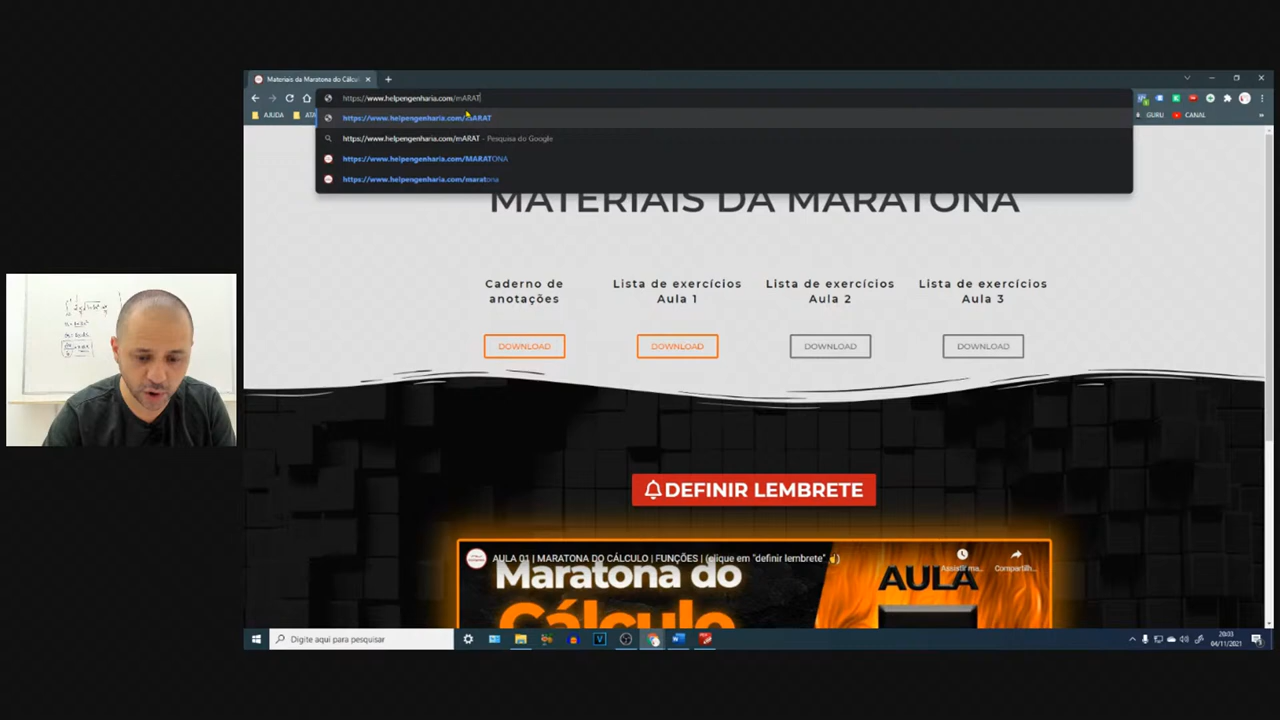 Materiais da Maratona do Cálcul
https://www.helpengenharia.com/mARAT
AJUDA
GURU
CANAL
https://www.helpengenharia.com/mARAT
https://www.helpengenharia.com/mARAT - Pesquisa do Google
https://www.helpengenharia.com/MARATONA
https://www.helpengenharia.com/maratona
MATERIAIS DA MARATONA
Caderno de
anotações
Lista de exercícios
Aula 1
Lista de exercícios
Aula 2
Lista de exercícios
Aula 3
DOWNLOAD
DOWNLOAD
DOWNLOAD
DOWNLOAD
DEFINIR LEMBRETE
AULA 01 | MARATONA DO CÁLCULO | FUNÇÕES | (clique em "definir lembrete" )
Assistir ma...
Compartilh...
Maratona do
Cálculo
AULA
Digite aqui para pesquisar
20:03
04/11/2021